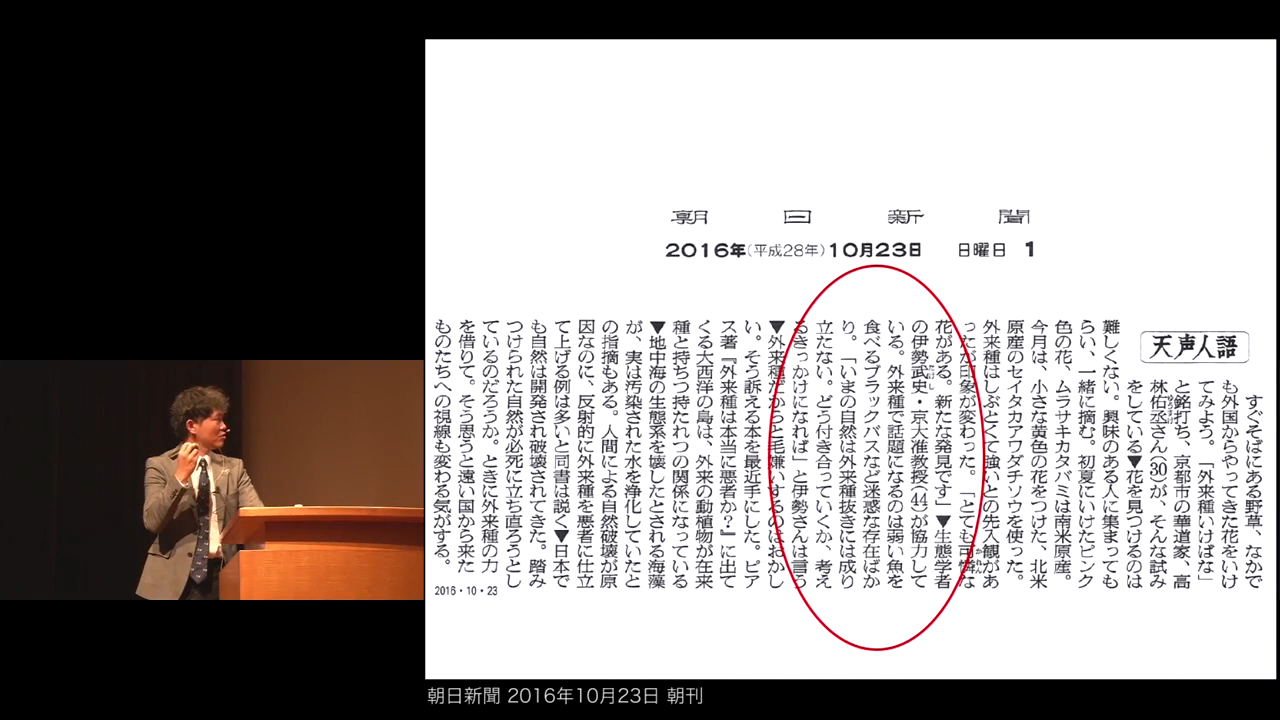 朝日新聞
2016年(平成28年)10月23日 日曜日 1
天声人語
すぐそばにある野草、なかで
も外国からやってきた花をいけ
てみよう。「外来種いけばな」
と銘打ち、京都市の華道家、高
林佑丞さん(30)が、そんな試み
をしている▼花を見つけるのは
難しくない。興味のある人に集まっても
らい、一緒に摘む。初夏にいけたピンク
色の花、ムラサキカタバミは南米原産。
今月は、小さな黄色の花をつけた、北米
原産のセイタカアワダチソウを使った。
外来種はしぶとくて強いとの先入観があ
ったが印象が変わった。「とても可憐な
花がある。新たな発見です」▼生態学者
の伊勢武史・京大准教授(44)が協力して
いる。外来種で話題になるのは弱い魚を
食べるブラックバスなど迷惑な存在ばか
り。「いまの自然は外来種抜きには成り
立たない。どう付き合っていくか、考え
るきっかけになれば」と伊勢さんは言う
▼外来種だからと毛嫌いするのはおかし
い。そう訴える本を最近手にした。ピア
ス著『外来種は本当に悪者か?』に出て
くる大西洋の島は、外来の動植物が在来
種と持ちつ持たれつの関係になっている
▼地中海の生態系を壊したとされる海藻
が、実は汚染された水を浄化していたと
の指摘もある。人間による自然破壊が原
因なのに、反射的に外来種を悪者に仕立
て上げる例は多いと同書は説く▼日本で
も自然は開発され破壊されてきた。踏み
つけられた自然が必死に立ち直ろうとし
ているのだろうか。ときに外来種の力
を借りて。そう思うと遠い国から来た
ものたちへの視線も変わる気がする。
2016・10・23
朝日新聞 2016年10月23日 朝刊